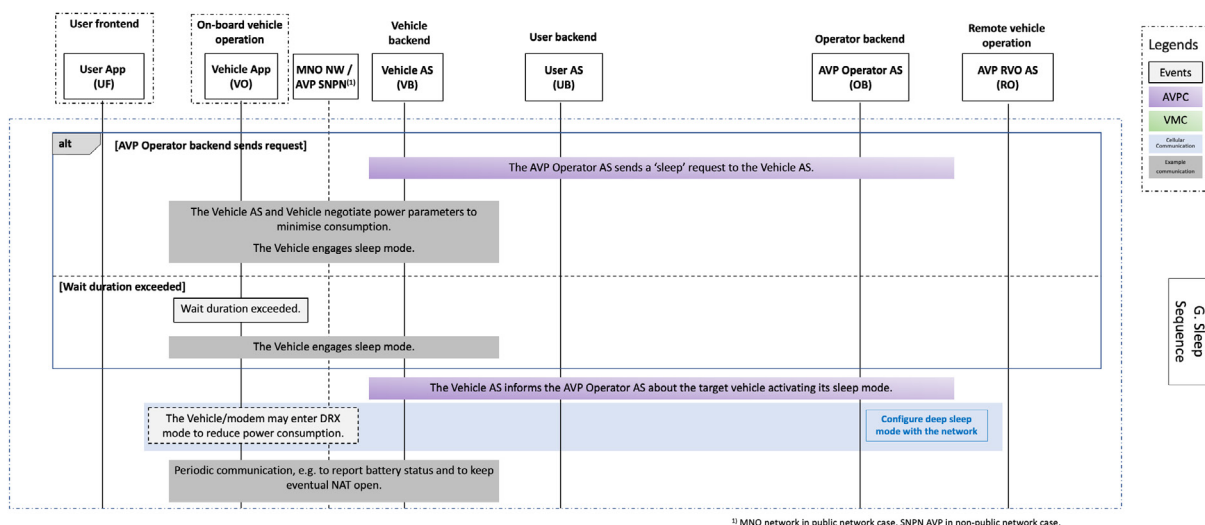 User frontend
On-board vehicle
operation
Vehicle
backend
User backend
Operator backend
Remote vehicle
operation
User App
(UF)
Vehicle App
(VO)
MNO NW /
AVP SNPN(1)
Vehicle AS
(VB)
User AS
(UB)
AVP Operator AS
(OB)
AVP RVO AS
(RO)
Legends
Events
AVPC
VMC
Cellular
Communication
Example
communication
alt
[AVP Operator backend sends request]
The AVP Operator AS sends a ‘sleep’ request to the Vehicle AS.
The Vehicle AS and Vehicle negotiate power parameters to
minimise consumption.
The Vehicle engages sleep mode.
[Wait duration exceeded]
Wait duration exceeded.
The Vehicle engages sleep mode.
G. Sleep
Sequence
The Vehicle AS informs the AVP Operator AS about the target vehicle activating its sleep mode.
The Vehicle/modem may enter DRX
mode to reduce power consumption.
Configure deep sleep
mode with the network
Periodic communication, e.g. to report battery status and to keep
eventual NAT open.
1) MNO network in public network case, SNPN AVP in non-public network case.